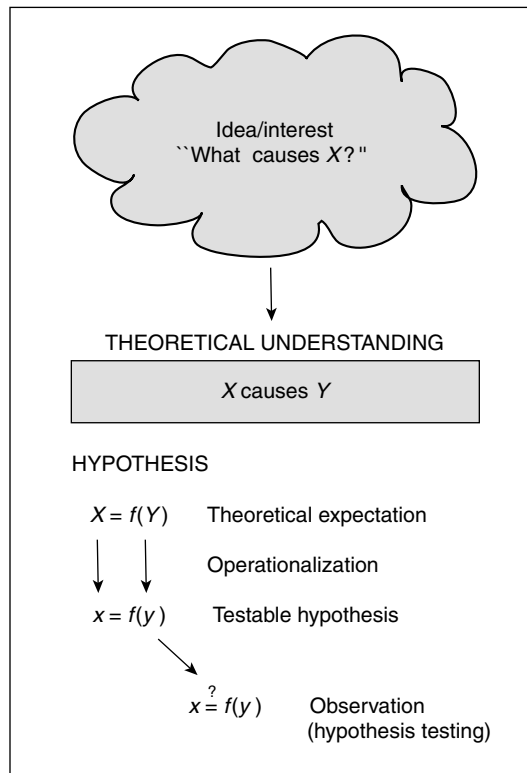 Idea/interest
``What causes X?"
THEORETICAL UNDERSTANDING
X causes Y
HYPOTHESIS
X = f(Y) Theoretical expectation
Operationalization
x = f(y) Testable hypothesis
?
x = f(y) Observation
(hypothesis testing)